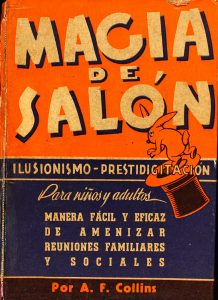 MAGIA
DE
SALÓN
ILUSIONISMO - PRESTIDIGITACIÓN
Para niños y adultos
MANERA FÁCIL Y EFICAZ
DE AMENIZAR
REUNIONES FAMILIARES
Y SOCIALES
Por A. F. Collins